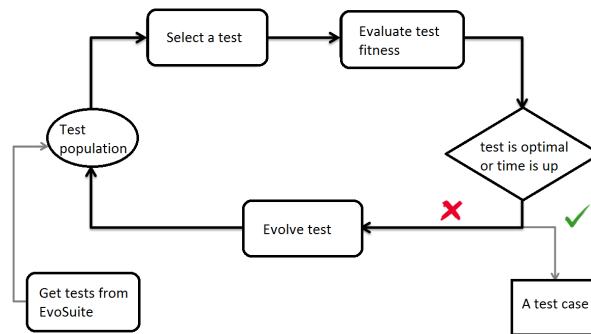 Select a test
Evaluate test
fitness
Test
population
test is optimal
or time is up
Evolve test
Get tests from
EvoSuite
A test case